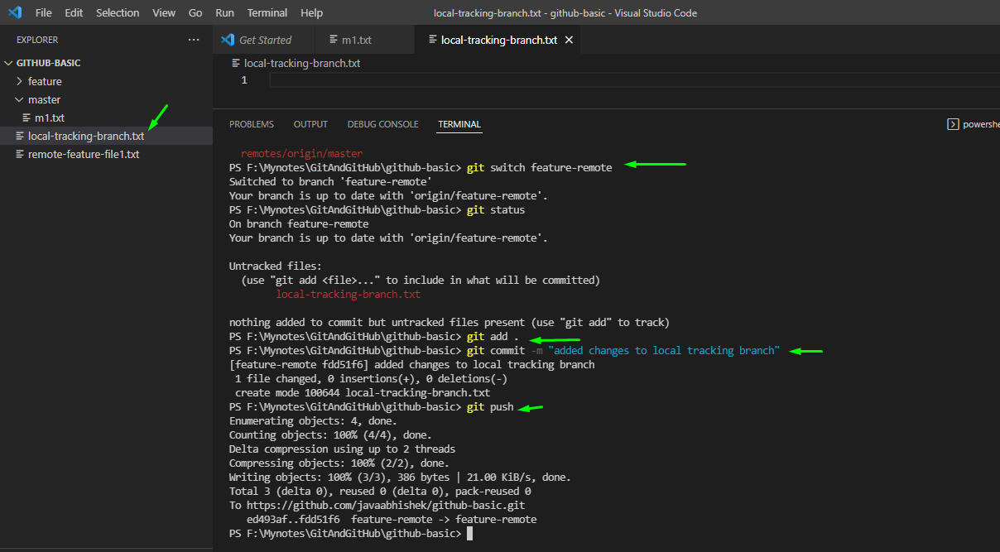 File Edit Selection View Go Run Terminal Help local-tracking-branch.txt - github-basic - Visual Studio Code
EXPLORER ...
GITHUB-BASIC
feature
master
m1.txt
local-tracking-branch.txt
remote-feature-file1.txt
Get Started m1.txt local-tracking-branch.txt
local-tracking-branch.txt
1
PROBLEMS OUTPUT DEBUG CONSOLE TERMINAL powershe
remotes/origin/master
PS F:\Mynotes\GitAndGitHub\github-basic> git switch feature-remote
Switched to branch 'feature-remote'
Your branch is up to date with 'origin/feature-remote'.
PS F:\Mynotes\GitAndGitHub\github-basic> git status
On branch feature-remote
Your branch is up to date with 'origin/feature-remote'.
Untracked files:
(use "git add <file>..." to include in what will be committed)
local-tracking-branch.txt
nothing added to commit but untracked files present (use "git add" to track)
PS F:\Mynotes\GitAndGitHub\github-basic> git add .
PS F:\Mynotes\GitAndGitHub\github-basic> git commit -m "added changes to local tracking branch"
[feature-remote fdd51f6] added changes to local tracking branch
1 file changed, 0 insertions(+), 0 deletions(-)
create mode 100644 local-tracking-branch.txt
PS F:\Mynotes\GitAndGitHub\github-basic> git push
Enumerating objects: 4, done.
Counting objects: 100% (4/4), done.
Delta compression using up to 2 threads
Compressing objects: 100% (2/2), done.
Writing objects: 100% (3/3), 386 bytes | 21.00 KiB/s, done.
Total 3 (delta 0), reused 0 (delta 0), pack-reused 0
To https://github.com/javaabhishek/github-basic.git
ed493af..fdd51f6 feature-remote -> feature-remote
PS F:\Mynotes\GitAndGitHub\github-basic>